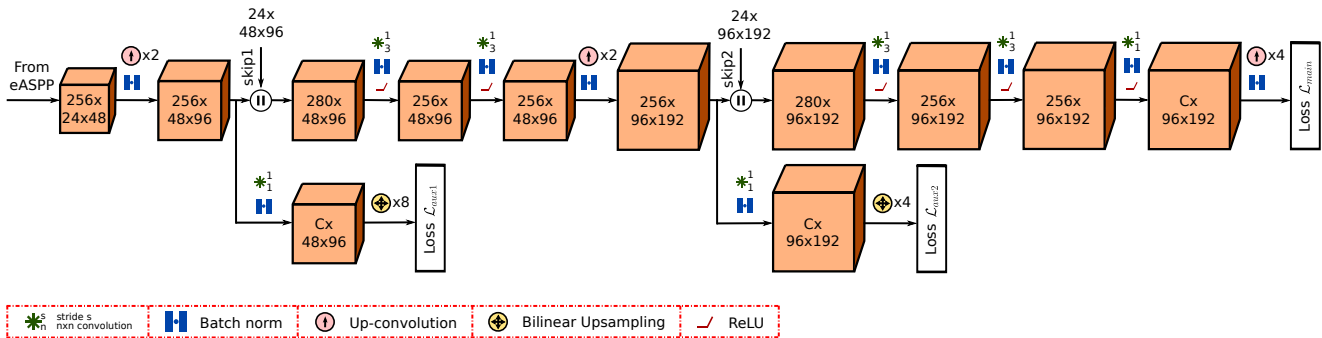 24x
48x96
24x
96x192
From
eASPP
x2
skip1
1
3
1
3
x2
skip2
1
3
1
3
1
1
x4
256x
24x48
256x
48x96
280x
48x96
256x
48x96
256x
48x96
256x
96x192
280x
96x192
256x
96x192
256x
96x192
Cx
96x192
Loss ℒmain
1
1
Cx
48x96
x8
Loss ℒaux1
1
1
Cx
96x192
x4
Loss ℒaux2
s
n
stride s
nxn convolution
Batch norm
Up-convolution
Bilinear Upsampling
ReLU